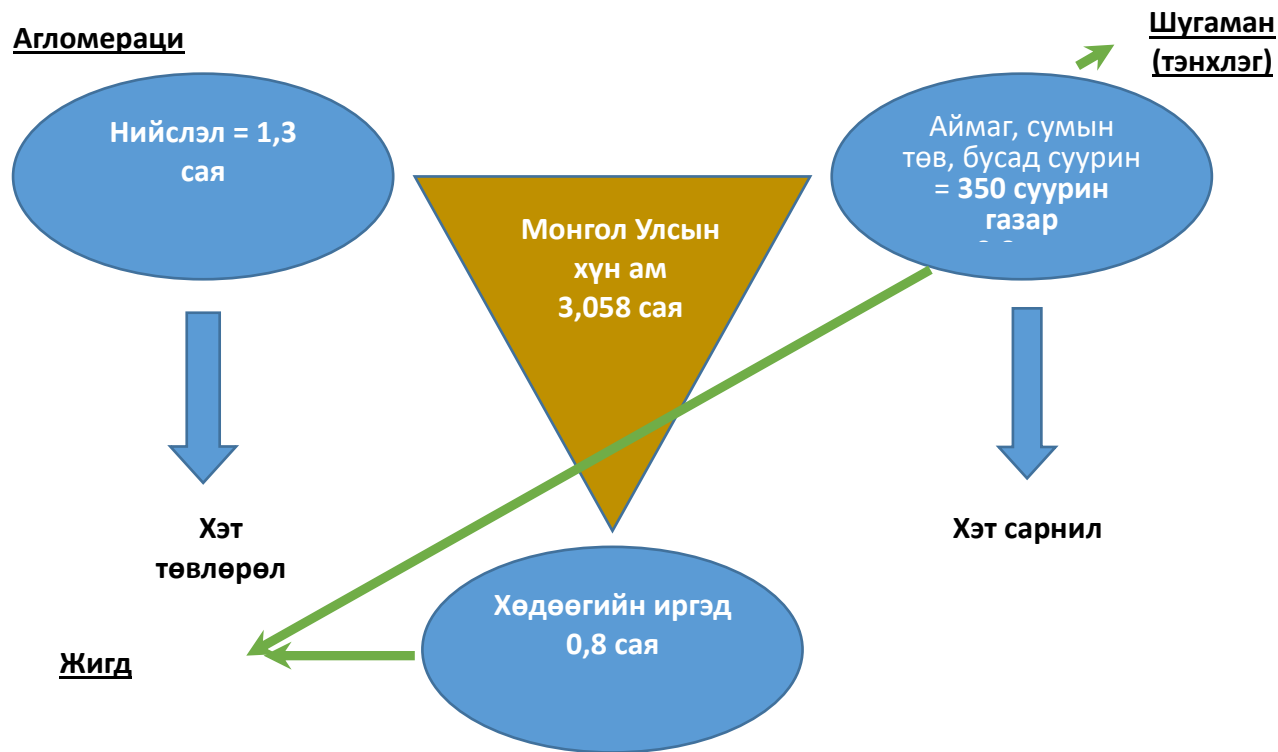 Агломераци
Шугаман
(тэнхлэг)
Нийслэл = 1,3
сая
Аймаг, сумын
төв, бусад суурин
= 350 суурин
газар
Монгол Улсын
хүн ам
3,058 сая
Хэт
төвлөрөл
Хэт сарнил
Хөдөөгийн иргэд
0,8 сая
Жигд